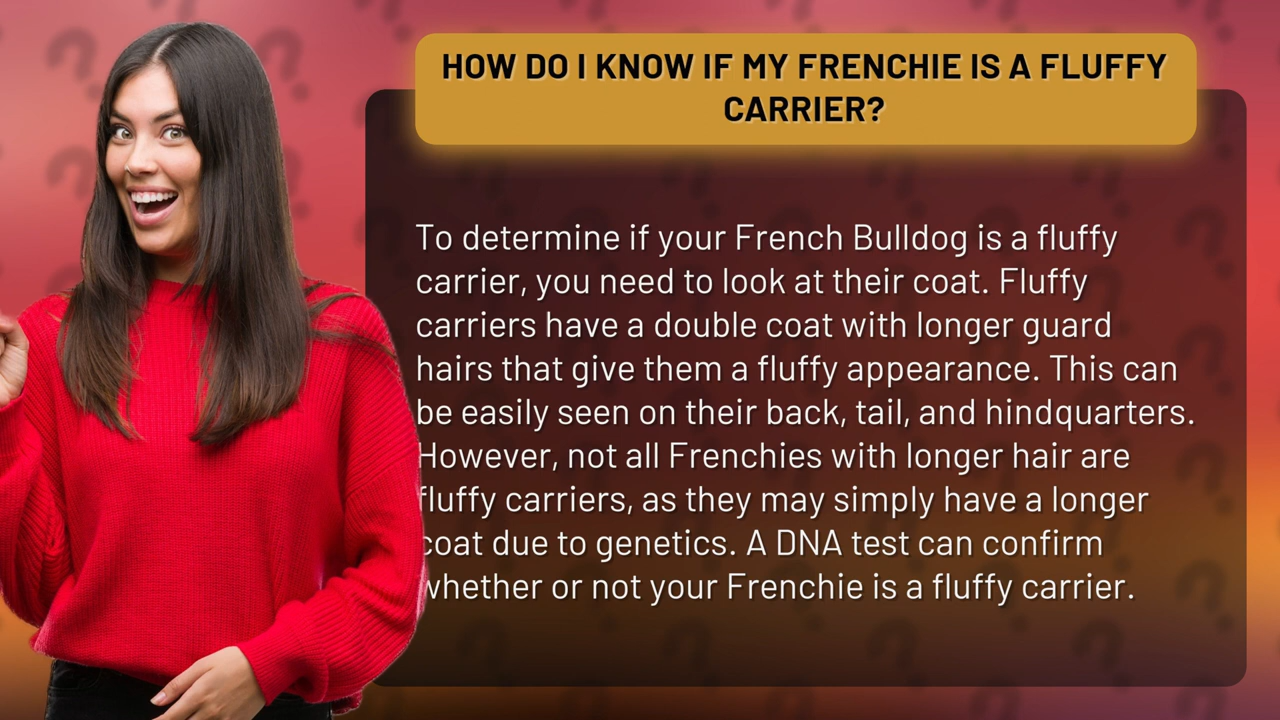 HOW DO I KNOW IF MY FRENCHIE IS A FLUFFY
CARRIER?
To determine if your French Bulldog is a fluffy
carrier, you need to look at their coat. Fluffy
carriers have a double coat with longer guard
hairs that give them a fluffy appearance. This can
be easily seen on their back, tail, and hindquarters.
However, not all Frenchies with longer hair are
fluffy carriers, as they may simply have a longer
coat due to genetics. A DNA test can confirm
whether or not your Frenchie is a fluffy carrier.